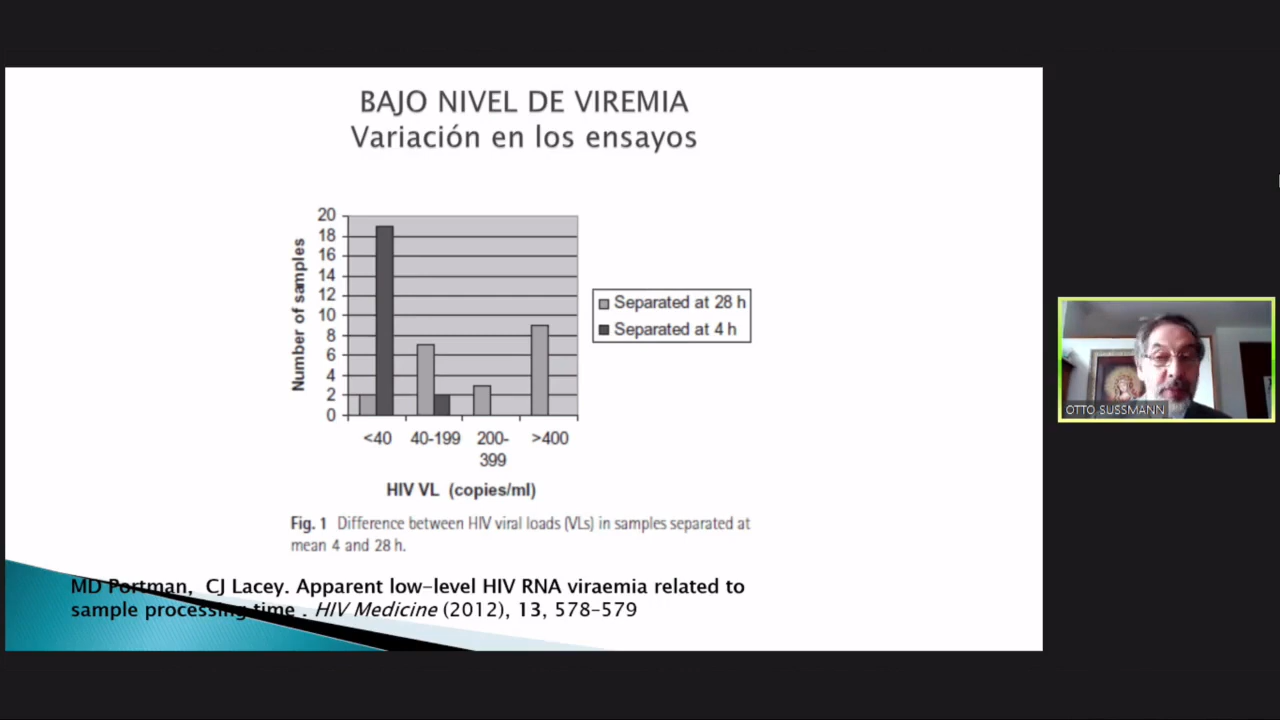 BAJO NIVEL DE VIREMIA
Variación en los ensayos
20
18
16
14
12
10
8
6
4
2
0
Number of samples
<40
40-199
200-
399
>400
HIV VL (copies/ml)
Separated at 28 h
Separated at 4 h
Fig. 1 Difference between HIV viral loads (VLs) in samples separated at
mean 4 and 28 h.
MD Portman, CJ Lacey. Apparent low-level HIV RNA viraemia related to
sample processing time . HIV Medicine (2012), 13, 578-579
OTTO SUSSMANN